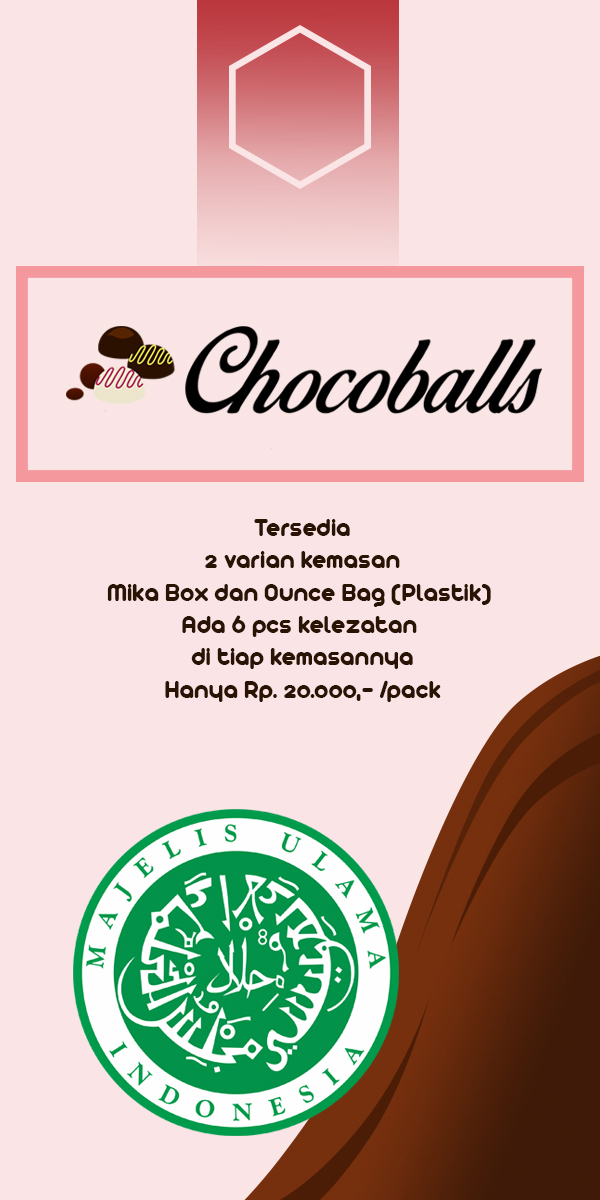 Chocoballs
Tersedia
2 varian kemasan
Mika Box dan Ounce Bag (Plastik)
Ada 6 pcs kelezatan
di tiap kemasannya
Hanya Rp. 20.000,- /pack
MAJELIS ULAMA
حلال
INDONESIA